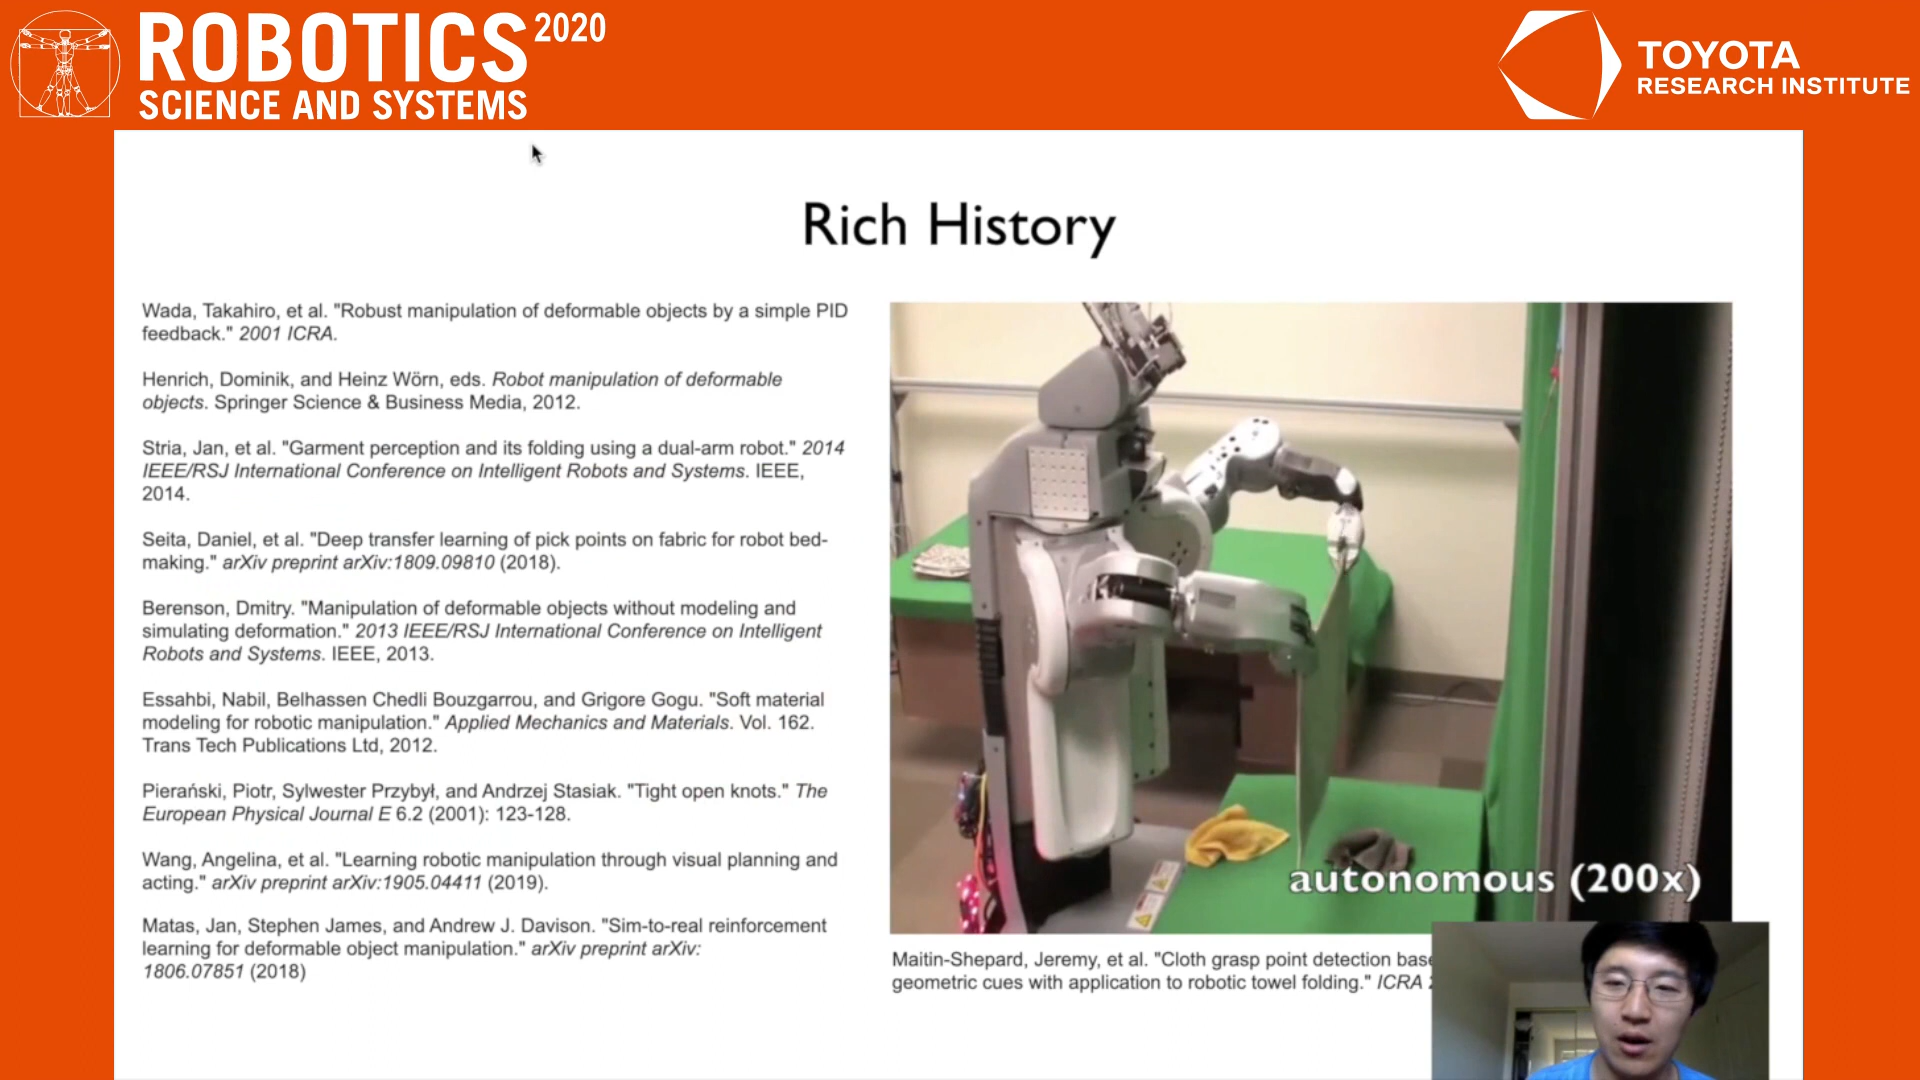 ROBOTICS 2020
SCIENCE AND SYSTEMS
TOYOTA
RESEARCH INSTITUTE
Rich History
Wada, Takahiro, et al. "Robust manipulation of deformable objects by a simple PID
feedback." 2001 ICRA.
Henrich, Dominik, and Heinz Wörn, eds. Robot manipulation of deformable
objects. Springer Science & Business Media, 2012.
Stria, Jan, et al. "Garment perception and its folding using a dual-arm robot." 2014
IEEE/RSJ International Conference on Intelligent Robots and Systems. IEEE,
2014.
Seita, Daniel, et al. "Deep transfer learning of pick points on fabric for robot bed-
making." arXiv preprint arXiv:1809.09810 (2018).
Berenson, Dmitry. "Manipulation of deformable objects without modeling and
simulating deformation." 2013 IEEE/RSJ International Conference on Intelligent
Robots and Systems. IEEE, 2013.
Essahbi, Nabil, Belhassen Chedli Bouzgarrou, and Grigore Gogu. "Soft material
modeling for robotic manipulation." Applied Mechanics and Materials. Vol. 162.
Trans Tech Publications Ltd, 2012.
Pierański, Piotr, Sylwester Przybył, and Andrzej Stasiak. "Tight open knots." The
European Physical Journal E 6.2 (2001): 123-128.
Wang, Angelina, et al. "Learning robotic manipulation through visual planning and
acting." arXiv preprint arXiv:1905.04411 (2019).
Matas, Jan, Stephen James, and Andrew J. Davison. "Sim-to-real reinforcement
learning for deformable object manipulation." arXiv preprint arXiv:
1806.07851 (2018)
autonomous (200x)
Maitin-Shepard, Jeremy, et al. "Cloth grasp point detection
geometric cues with application to robotic towel folding." ICRA